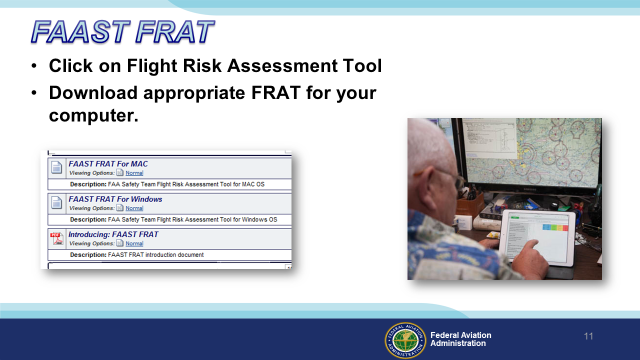 FAAST FRAT
• Click on Flight Risk Assessment Tool
• Download appropriate FRAT for your
computer.
FAAST FRAT For MAC
Viewing Options: Normal
Description: FAA Safety Team Flight Risk Assessment Tool for MAC OS
FAAST FRAT For Windows
Viewing Options: Normal
Description: FAA Safety Team Flight Risk Assessment Tool for Windows OS
Introducing: FAAST FRAT
Viewing Options: Normal
Description: FAAST FRAT introduction document
Federal Aviation
Administration
11